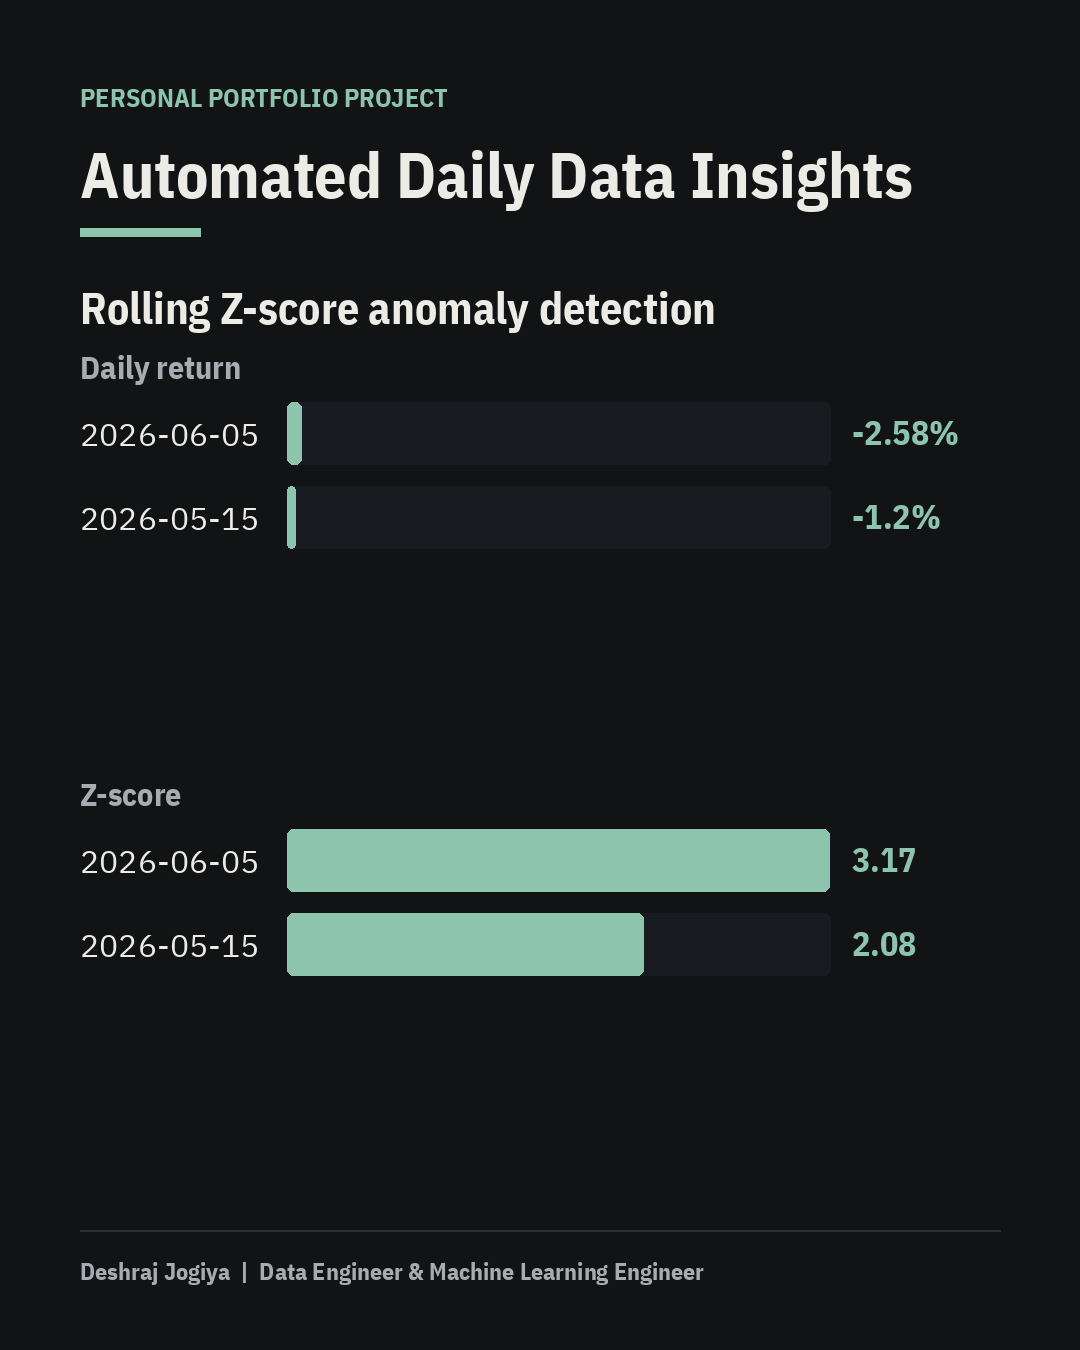 PERSONAL PORTFOLIO PROJECT
Automated Daily Data Insights
Rolling Z-score anomaly detection
Daily return
2026-06-05 -2.58%
2026-05-15 -1.2%
Z-score
2026-06-05 3.17
2026-05-15 2.08
Deshraj Jogiya | Data Engineer & Machine Learning Engineer